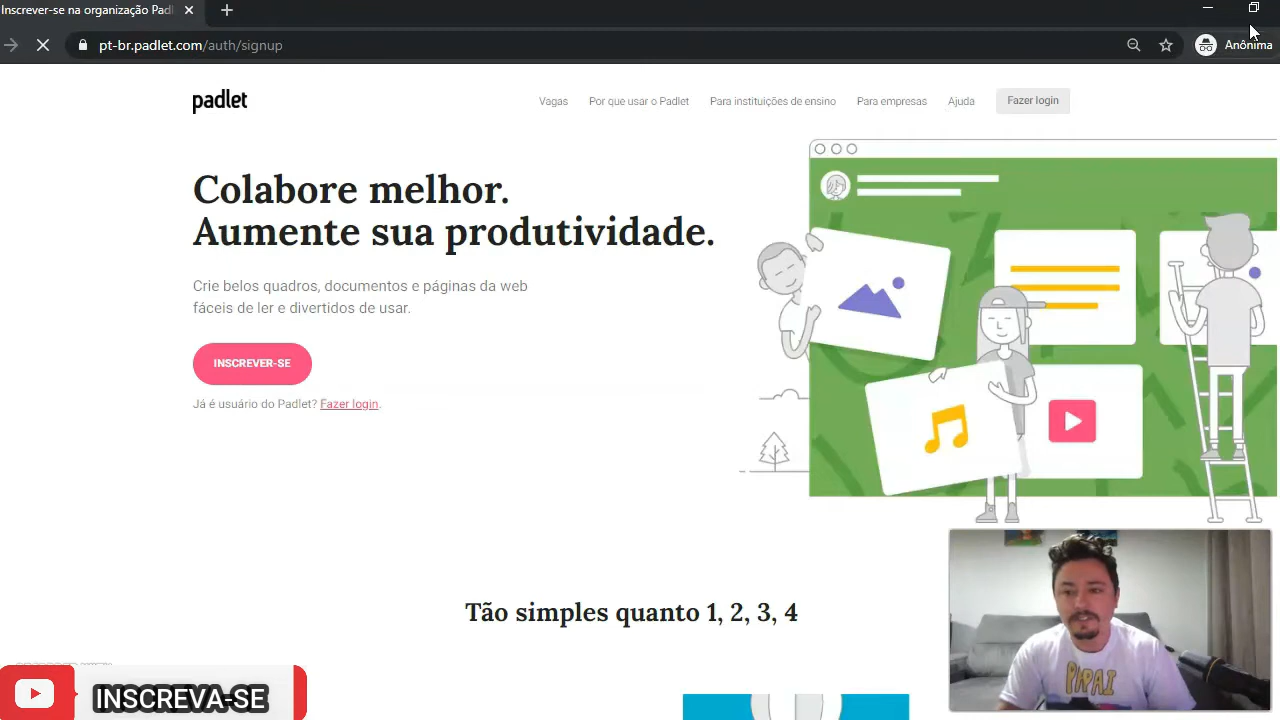 Inscrever-se na organização Padl
pt-br.padlet.com/auth/signup
Anônima
padlet
Vagas
Por que usar o Padlet
Para instituições de ensino
Para empresas
Ajuda
Fazer login
Colabore melhor.
Aumente sua produtividade.
Crie belos quadros, documentos e páginas da web
fáceis de ler e divertidos de usar.
INSCREVER-SE
Já é usuário do Padlet? Fazer login.
Tão simples quanto 1, 2, 3, 4
PAPAI
INSCREVA-SE